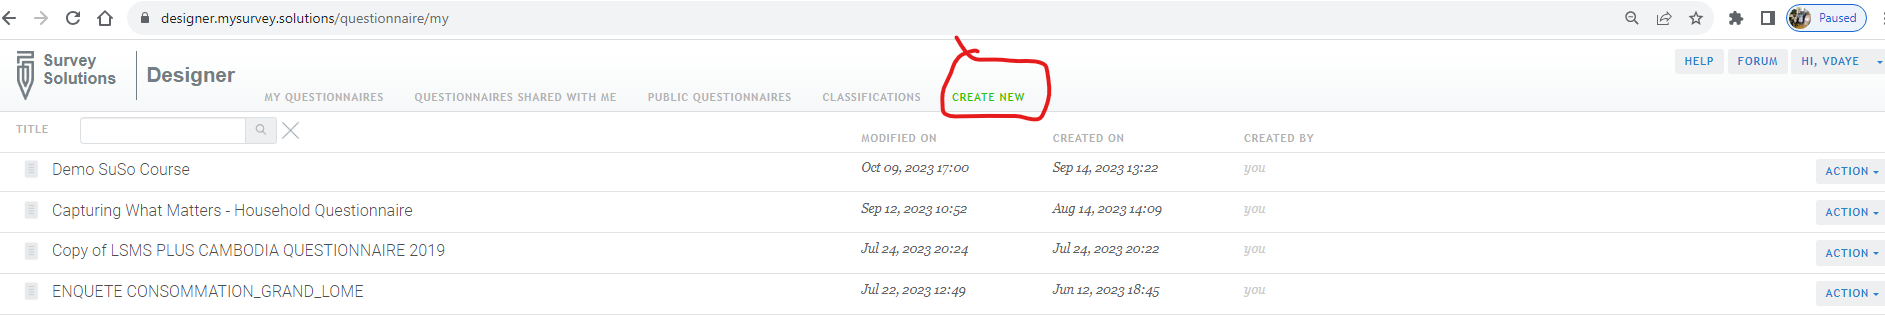 designer.mysurvey.solutions/questionnaire/my
Paused
Survey Solutions
Designer
MY QUESTIONNAIRES
QUESTIONNAIRES SHARED WITH ME
PUBLIC QUESTIONNAIRES
CLASSIFICATIONS
CREATE NEW
HELP
FORUM
HI, VDAYE
TITLE
MODIFIED ON
CREATED ON
CREATED BY
Demo SuSo Course Oct 09, 2023 17:00 Sep 14, 2023 13:22 you ACTION
Capturing What Matters - Household Questionnaire Sep 12, 2023 10:52 Aug 14, 2023 14:09 you ACTION
Copy of LSMS PLUS CAMBODIA QUESTIONNAIRE 2019 Jul 24, 2023 20:24 Jul 24, 2023 20:22 you ACTION
ENQUETE CONSOMMATION_GRAND_LOME Jul 22, 2023 12:49 Jun 12, 2023 18:45 you ACTION